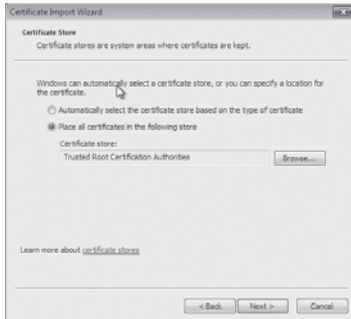 Certificate Import Wizard
Certificate Store
Certificate stores are system areas where certificates are kept.
Windows can automatically select a certificate store, or you can specify a location for
the certificate.
Automatically select the certificate store based on the type of certificate
Place all certificates in the following store
Certificate store:
Trusted Root Certification Authorities
Browse...
Learn more about certificate stores
< Back
Next >
Cancel